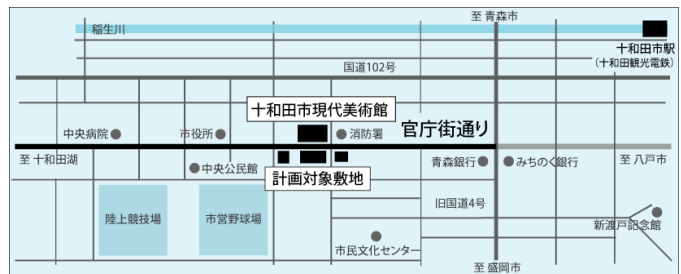 至 青森市
稲生川
十和田市駅
(十和田観光電鉄)
国道102号
十和田市現代美術館
中央病院
市役所
消防署
官庁街通り
至 十和田湖
中央公民館
青森銀行
みちのく銀行
至 八戸市
計画対象敷地
陸上競技場
市営野球場
旧国道4号
新渡戸記念館
市民文化センター
至 盛岡市